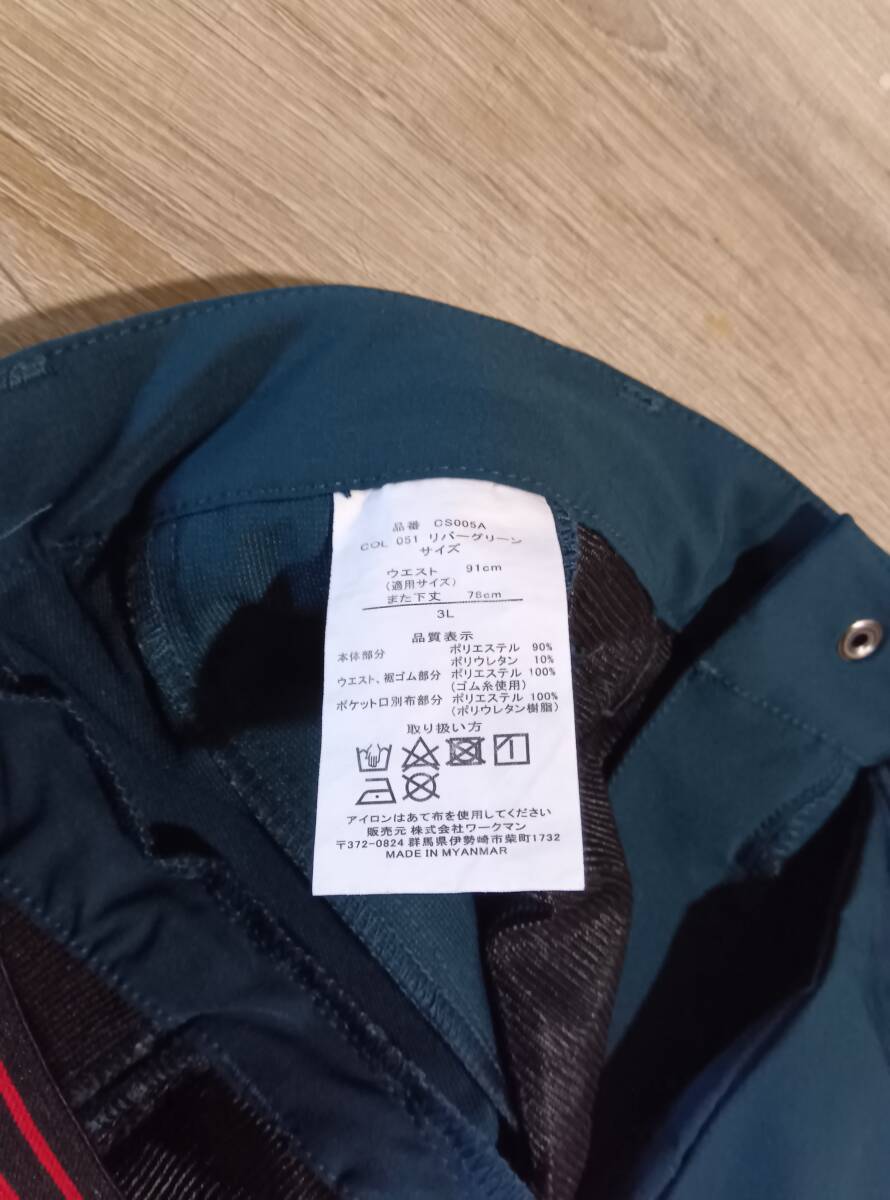 品番 CS005A
COL 051 リバーグリーン
サイズ
ウエスト 91cm
(適用サイズ)
また下丈 76cm
3L
品質表示
本体部分 ポリエステル 90%
ポリウレタン 10%
ウエスト、裾ゴム部分 ポリエステル 100%
(ゴム糸使用)
ポケット口別布部分 ポリエステル 100%
(ポリウレタン樹脂)
取り扱い方
アイロンはあて布を使用してください
販売元 株式会社ワークマン
〒372-0824 群馬県伊勢崎市柴町1732
MADE IN MYANMAR